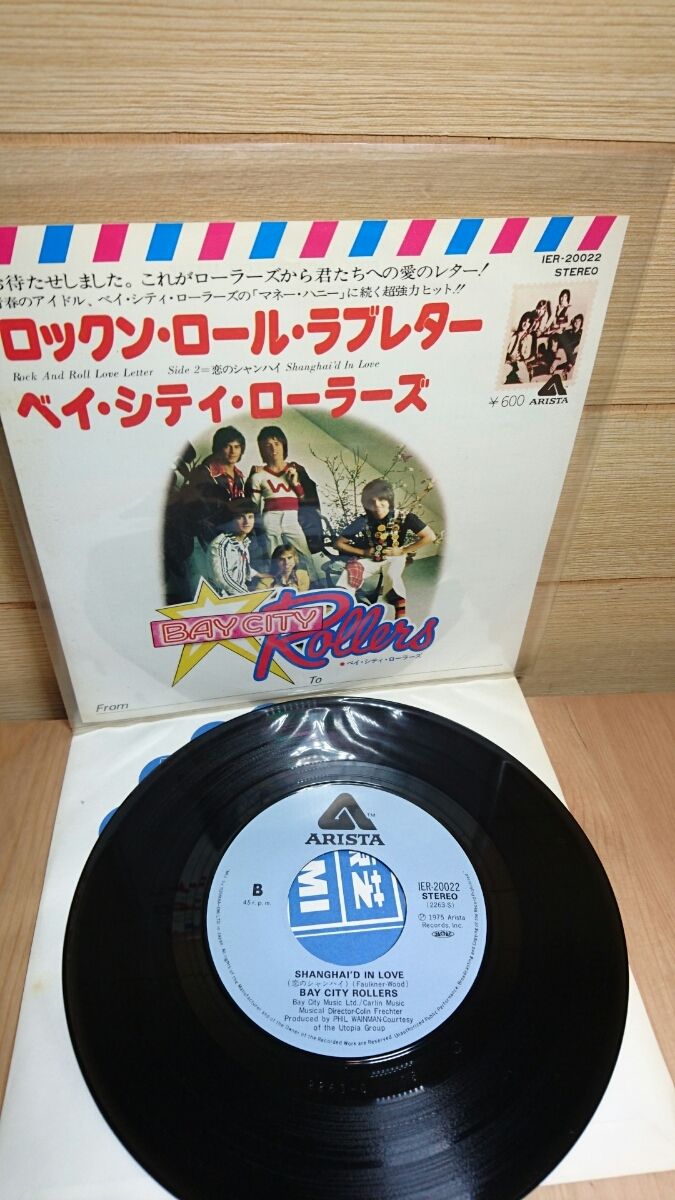 IER-20022
STEREO
お待たせしました。これがローラーズから君たちへの愛のレター!
青春のアイドル、ベイ・シティ・ローラーズの「マネー・ハニー」に続く超強力ヒット!!
ロックン・ロール・ラブレター
Rock And Roll Love Letter Side 2=恋のシャンハイ Shanghai'd In Love
ベイ・シティ・ローラーズ
¥600 ARISTA
BAY CITY
Rollers
●ベイ・シティ・ローラーズ
From
To
ARISTA
TM
B
45 r.p.m.
IER-20022
STEREO
(2263-S)
Ⓟ 1975 Arista
Records, Inc.
SHANGHAI'D IN LOVE
(恋のシャンハイ) (Faulkner-Wood)
BAY CITY ROLLERS
Bay City Music Ltd./Carlin Music
Musical Director-Colin Frechter
Produced by PHIL WAINMAN-Courtesy
of the Utopia Group